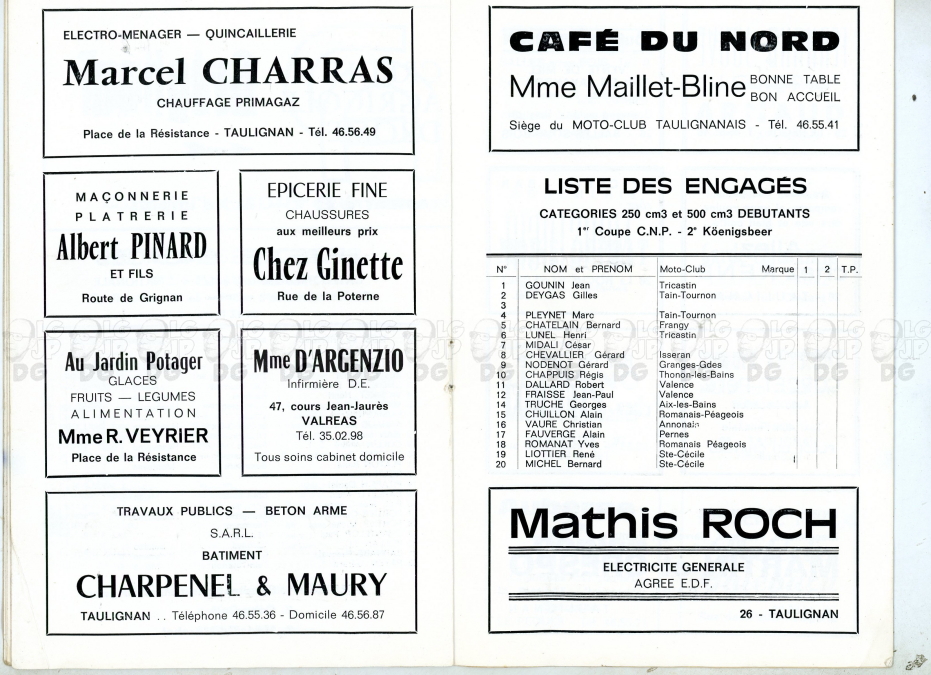 ELECTRO-MENAGER — QUINCAILLERIE
Marcel CHARRAS
CHAUFFAGE PRIMAGAZ
Place de la Résistance - TAULIGNAN - Tél. 46.56.49
MAÇONNERIE
PLATRERIE
Albert PINARD
ET FILS
Route de Grignan
EPICERIE FINE
CHAUSSURES
aux meilleurs prix
Chez Ginette
Rue de la Poterne
Au Jardin Potager
GLACES
FRUITS — LEGUMES
ALIMENTATION
Mme R. VEYRIER
Place de la Résistance
Mme D'ARGENZIO
Infirmière D.E.
47, cours Jean-Jaurès
VALREAS
Tél. 35.02.98
Tous soins cabinet domicile
TRAVAUX PUBLICS — BETON ARME
S.A.R.L.
BATIMENT
CHARPENEL & MAURY
TAULIGNAN .. Téléphone 46.55.36 - Domicile 46.56.87
CAFÉ DU NORD
Mme Maillet-Bline BONNE TABLE
BON ACCUEIL
Siège du MOTO-CLUB TAULIGNANAIS - Tél. 46.55.41
LISTE DES ENGAGÉS
CATEGORIES 250 cm3 et 500 cm3 DEBUTANTS
1er Coupe C.N.P. - 2e Köenigsbeer
N° NOM et PRENOM Moto-Club Marque 1 2 T.P.
1 GOUNIN Jean Tricastin
2 DEYGAS Gilles Tain-Tournon
3
4 PLEYNET Marc Tain-Tournon
5 CHATELAIN Bernard Frangy
6 LUNEL Henri Tricastin
7 MIDALI César
8 CHEVALLIER Gérard Isseran
9 NODENOT Gérard Granges-Gdes
10 CHAPPUIS Régis Thonon-les-Bains
11 DALLARD Robert Valence
12 FRAISSE Jean-Paul Valence
14 TRUCHE Georges Aix-les-Bains
15 CHUILLON Alain Romanais-Péageois
16 VAURE Christian Annonain
17 FAUVERGE Alain Pernes
18 ROMANAT Yves Romanais Péageois
19 LIOTTIER René Ste-Cécile
20 MICHEL Bernard Ste-Cécile
Mathis ROCH
ELECTRICITE GENERALE
AGREE E.D.F.
26 - TAULIGNAN